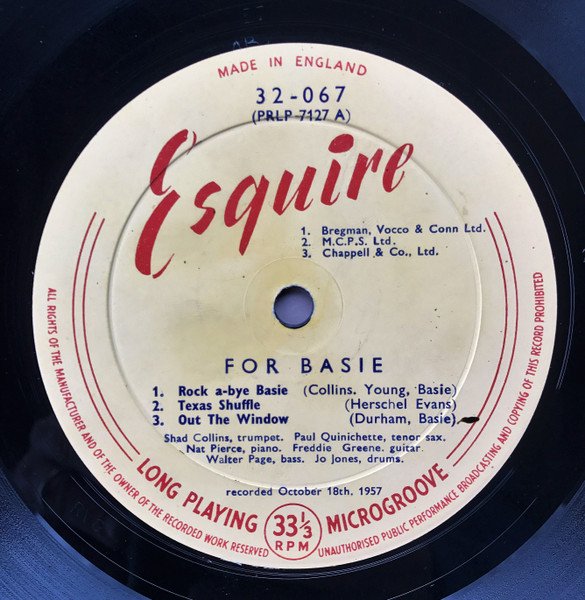 MADE IN ENGLAND
32-067
(PRLP 7127 A)
Esquire
1. Bregman, Vocco & Conn Ltd.
2. M.C.P.S. Ltd.
3. Chappell & Co., Ltd.
FOR BASIE
1. Rock a-bye Basie (Collins, Young, Basie)
2. Texas Shuffle (Herschel Evans)
3. Out The Window (Durham, Basie)
Shad Collins, trumpet. Paul Quinichette, tenor sax.
Nat Pierce, piano. Freddie Greene, guitar.
Walter Page, bass. Jo Jones, drums.
recorded October 18th, 1957
LONG PLAYING 33⅓ RPM MICROGROOVE
ALL RIGHTS OF THE MANUFACTURER AND OF THE OWNER OF THE RECORDED WORK RESERVED
UNAUTHORISED PUBLIC PERFORMANCE BROADCASTING AND COPYING OF THIS RECORD PROHIBITED